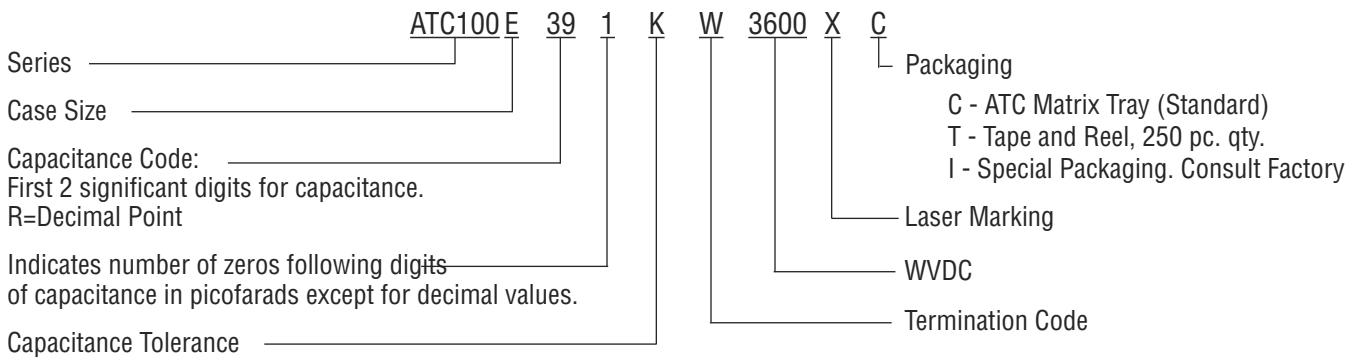 ATC100 E 39 1 K W 3600 X C
Series
Case Size
Capacitance Code:
First 2 significant digits for capacitance.
R=Decimal Point
Indicates number of zeros following digits
of capacitance in picofarads except for decimal values.
Capacitance Tolerance
Packaging
C - ATC Matrix Tray (Standard)
T - Tape and Reel, 250 pc. qty.
I - Special Packaging. Consult Factory
Laser Marking
WVDC
Termination Code